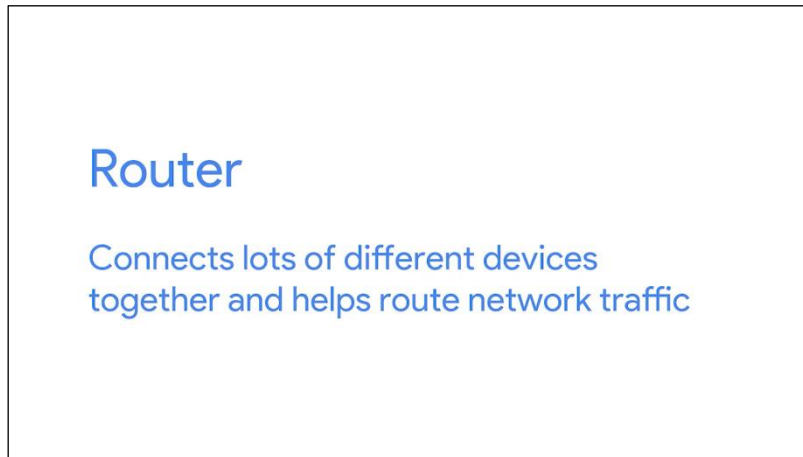 Router
Connects lots of different devices
together and helps route network traffic